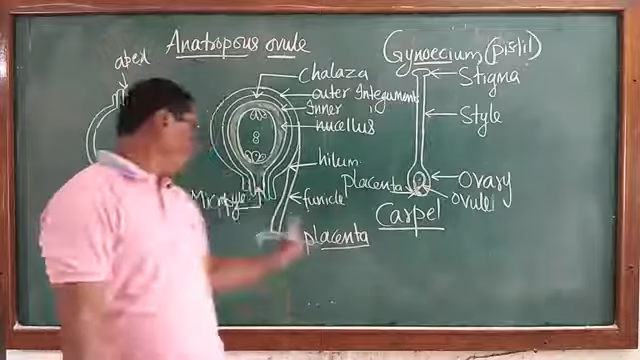 Anatropous ovule
Gynoecium (pistil)
apex
Chalaza
outer Integument
Inner "
nucellus
8
hilum
Micropyle
funicle
placenta
Stigma
Style
placenta
Ovary
Carpel